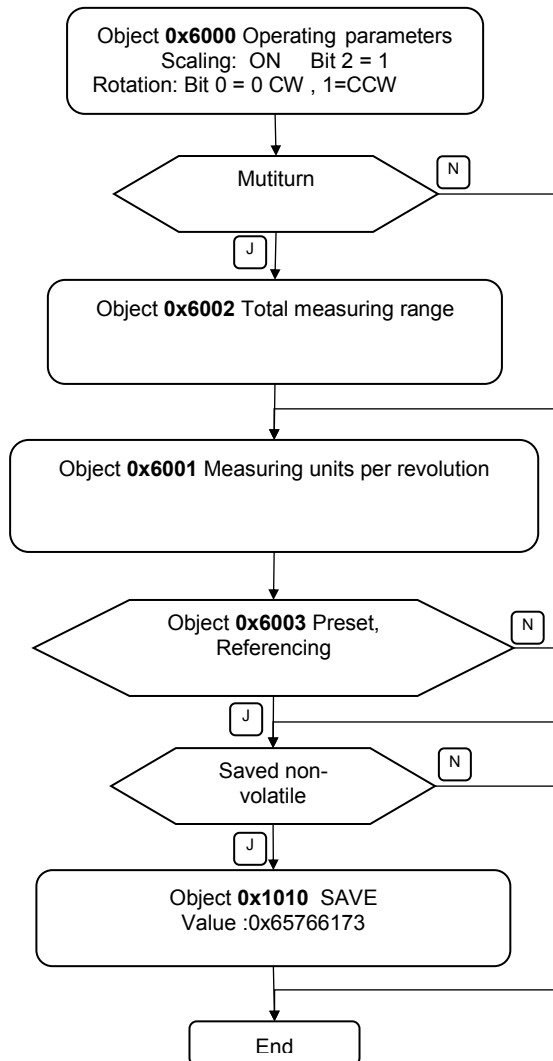 Object 0x6000 Operating parameters
Scaling: ON Bit 2 = 1
Rotation: Bit 0 = 0 CW , 1=CCW
N
Mutiturn
J
Object 0x6002 Total measuring range
Object 0x6001 Measuring units per revolution
Object 0x6003 Preset,
Referencing
N
J
N
Saved non-
volatile
J
Object 0x1010 SAVE
Value :0x65766173
End